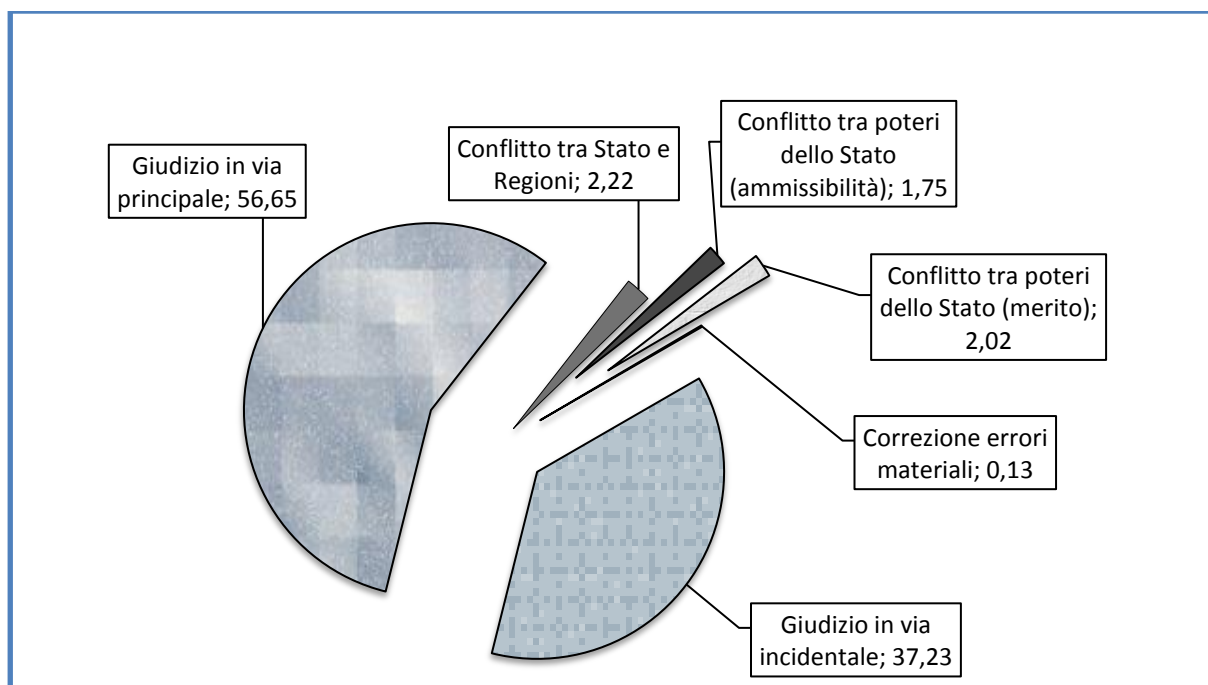 Giudizio in via
principale; 56,65
Conflitto tra Stato e
Regioni; 2,22
Conflitto tra poteri
dello Stato
(ammissibilità); 1,75
Conflitto tra poteri
dello Stato (merito);
2,02
Correzione errori
materiali; 0,13
Giudizio in via
incidentale; 37,23